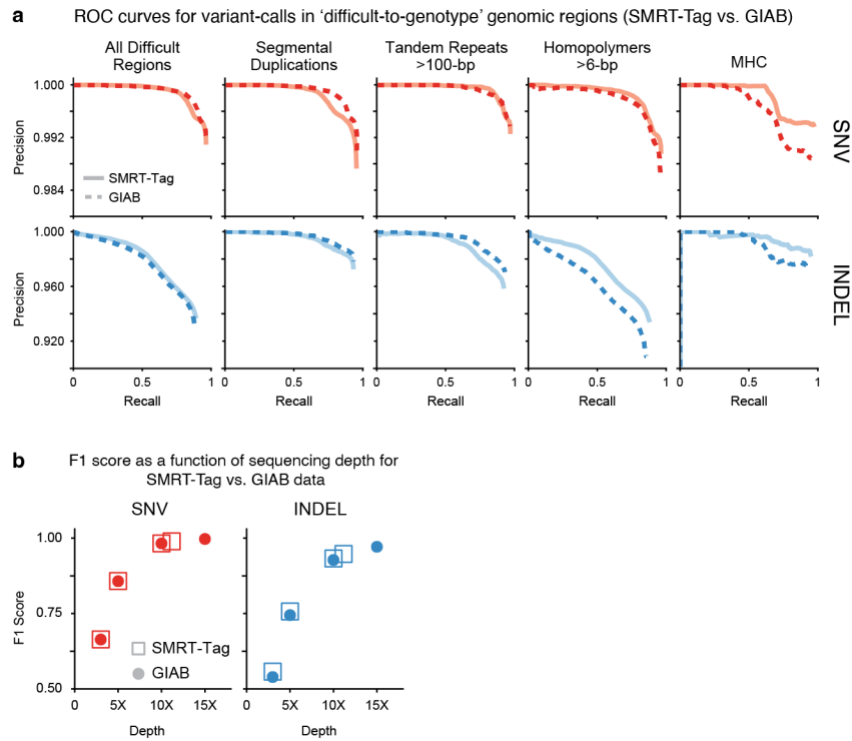 a ROC curves for variant-calls in ‘difficult-to-genotype’ genomic regions (SMRT-Tag vs. GIAB)
All Difficult
Regions
Segmental
Duplications
Tandem Repeats
>100-bp
Homopolymers
>6-bp
MHC
1.000
0.992
0.984
Precision
SMRT-Tag
GIAB
SNV
1.000
0.960
0.920
Precision
INDEL
0 0.5 1
0 0.5 1
0 0.5 1
0 0.5 1
0 0.5 1
Recall Recall Recall Recall Recall
b F1 score as a function of sequencing depth for
SMRT-Tag vs. GIAB data
SNV INDEL
1.00
0.75
0.50
F1 Score
SMRT-Tag
GIAB
0 5X 10X 15X 0 5X 10X 15X
Depth Depth